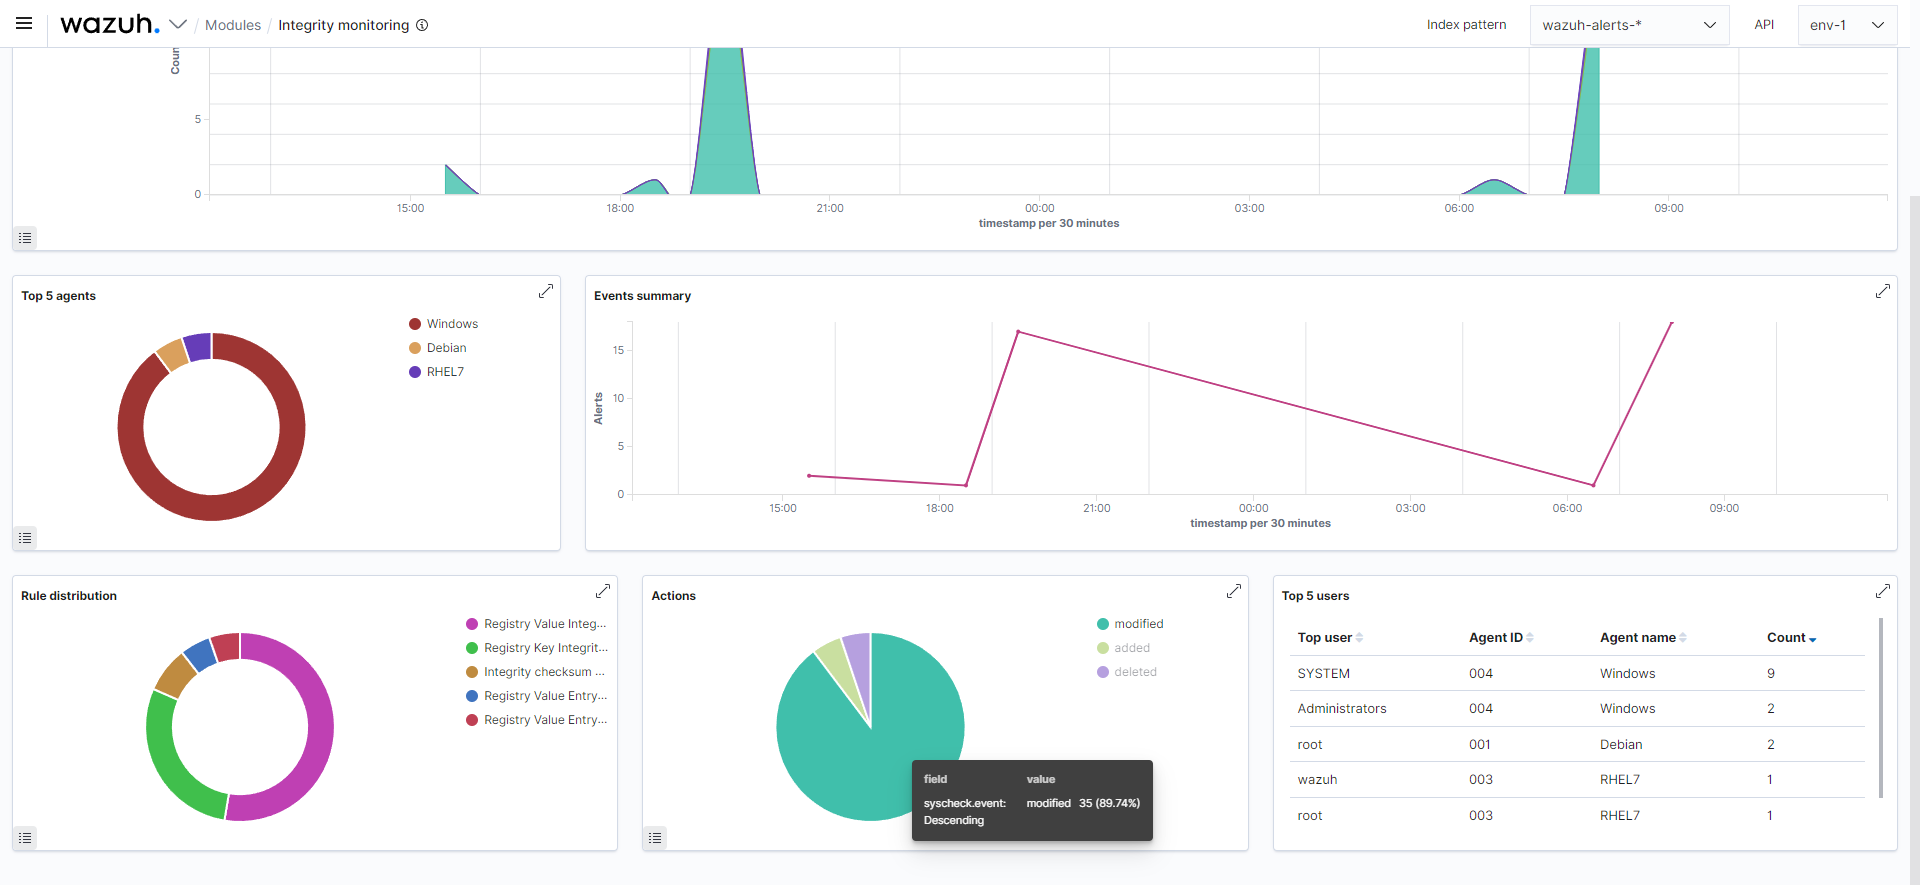 wazuh.
/ Modules / Integrity monitoring
Index pattern
wazuh-alerts-*
API
env-1
5
0
15:00 18:00 21:00 00:00 03:00 06:00 09:00
timestamp per 30 minutes
Top 5 agents
Windows
Debian
RHEL7
Events summary
Alerts
15
10
5
0
15:00 18:00 21:00 00:00 03:00 06:00 09:00
timestamp per 30 minutes
Rule distribution
Registry Value Integ...
Registry Key Integrit...
Integrity checksum ...
Registry Value Entry...
Registry Value Entry...
Actions
modified
added
deleted
field value
syscheck.event: modified 35 (89.74%)
Descending
Top 5 users
Top user Agent ID Agent name Count
SYSTEM 004 Windows 9
Administrators 004 Windows 2
root 001 Debian 2
wazuh 003 RHEL7 1
root 003 RHEL7 1